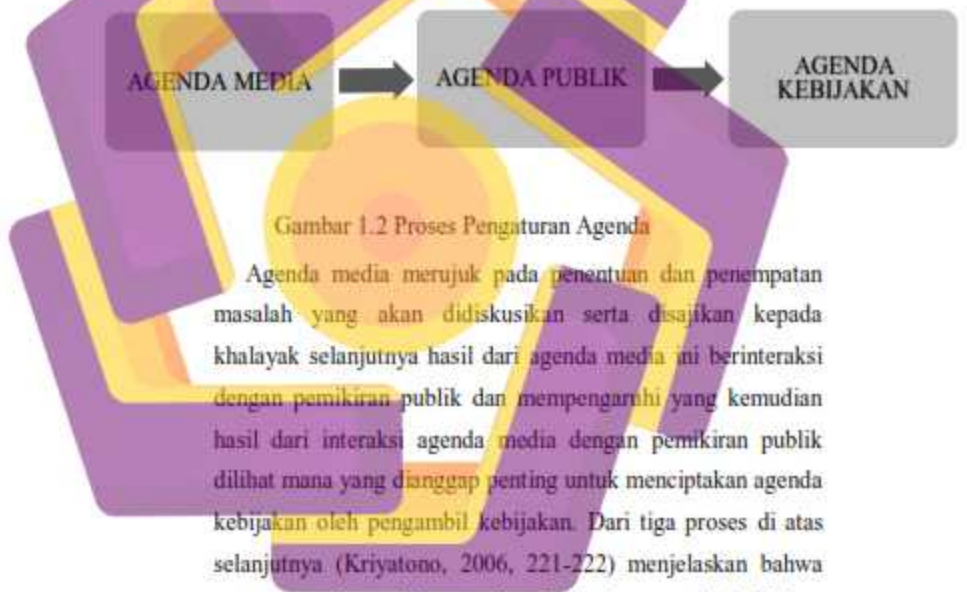 AGENDA MEDIA
AGENDA PUBLIK
AGENDA
KEBIJAKAN
Gambar 1.2 Proses Pengaturan Agenda
Agenda media merujuk pada penentuan dan penempatan
masalah yang akan didiskusikan serta disajikan kepada
khalayak selanjutnya hasil dari agenda media ini berinteraksi
dengan pemikiran publik dan mempengaruhi yang kemudian
hasil dari interaksi agenda media dengan pemikiran publik
dilihat mana yang dianggap penting untuk menciptakan agenda
kebijakan oleh pengambil kebijakan. Dari tiga proses di atas
selanjutnya (Kriyatono, 2006, 221-222) menjelaskan bahwa